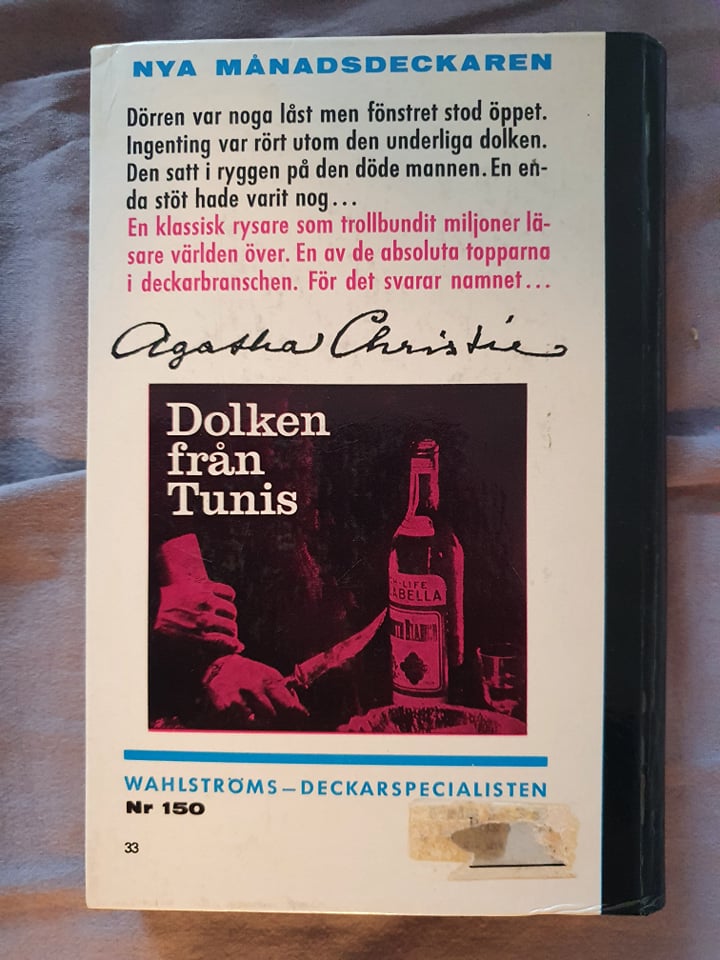 NYA MÅNADSDECKAREN
Dörren var noga låst men fönstret stod öppet.
Ingenting var rört utom den underliga dolken.
Den satt i ryggen på den döde mannen. En en-
da stöt hade varit nog...
En klassisk rysare som trollbundit miljoner lä-
sare världen över. En av de absoluta topparna
i deckarbranschen. För det svarar namnet...
Agatha Christie
Dolken
från
Tunis
H-LIFE
ABELLA
WAHLSTRÖMS – DECKARSPECIALISTEN
Nr 150
33